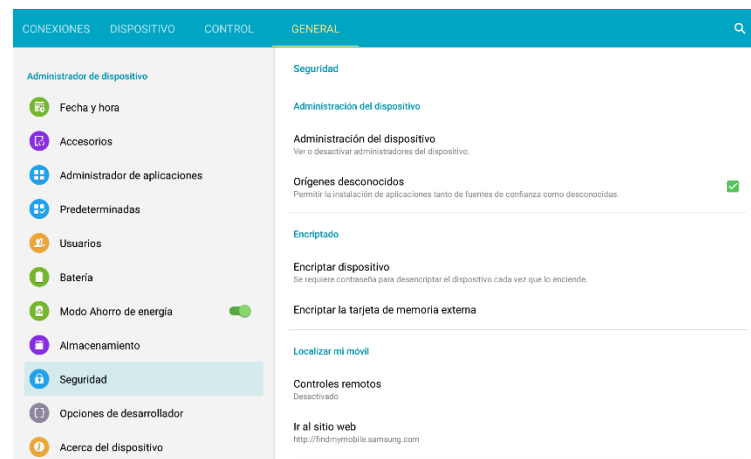 CONEXIONES DISPOSITIVO CONTROL GENERAL
Administrador de dispositivo
Fecha y hora
Accesorios
Administrador de aplicaciones
Predeterminadas
Usuarios
Batería
Modo Ahorro de energía
Almacenamiento
Seguridad
Opciones de desarrollador
Acerca del dispositivo
Seguridad
Administración del dispositivo
Administración del dispositivo
Ver o desactivar administradores del dispositivo.
Orígenes desconocidos
Permitir la instalación de aplicaciones tanto de fuentes de confianza como desconocidas.
Encriptado
Encriptar dispositivo
Se requiere contraseña para desencriptar el dispositivo cada vez que lo enciende.
Encriptar la tarjeta de memoria externa
Localizar mi móvil
Controles remotos
Desactivado
Ir al sitio web
http://findmymobile.samsung.com